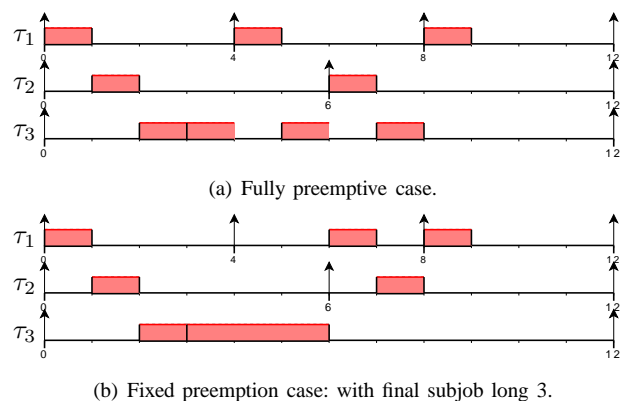 τ1
0 4 8 12
τ2
0 6 12
τ3
0 12
(a) Fully preemptive case.
τ1
0 4 8 12
τ2
0 6 12
τ3
0 12
(b) Fixed preemption case: with final subjob long 3.